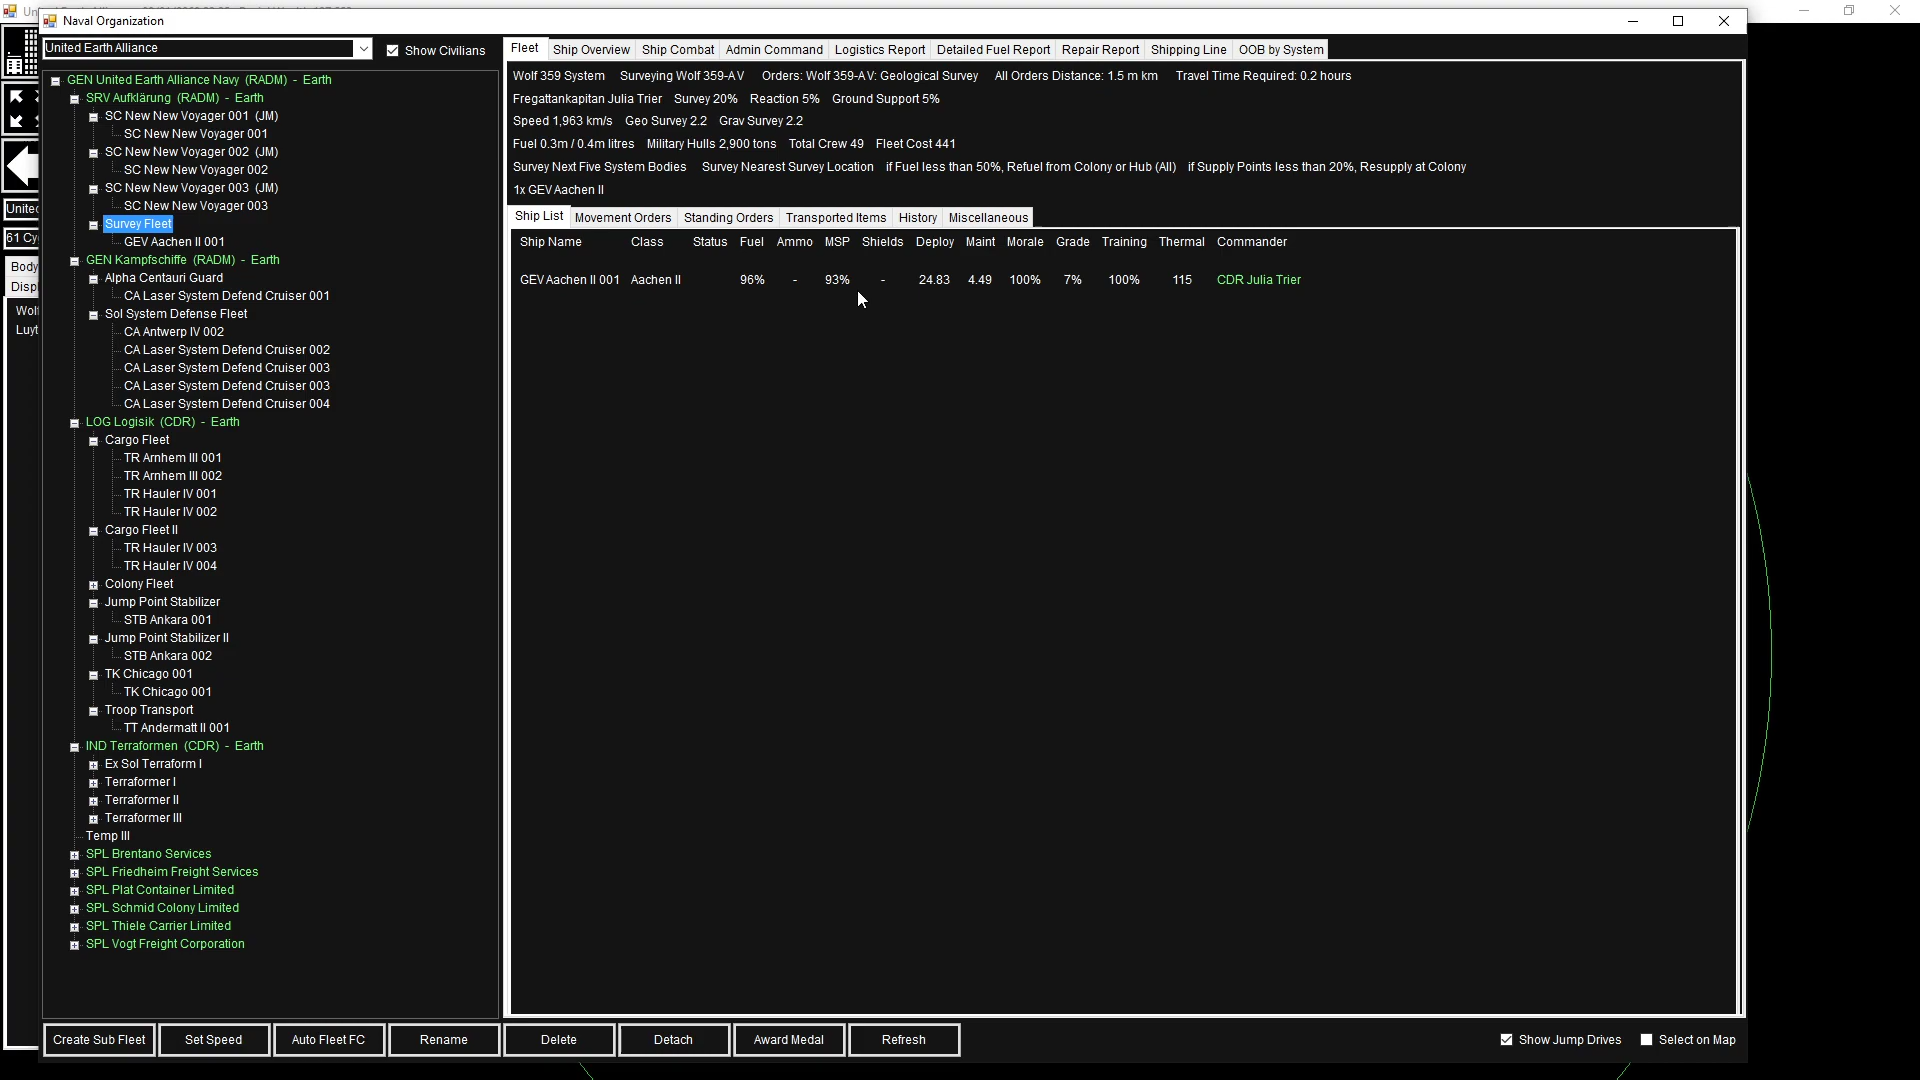 Naval Organization
United Earth Alliance
Show Civilians
GEN United Earth Alliance Navy (RADM) - Earth
SRV Aufklärung (RADM) - Earth
SC New New Voyager 001 (JM)
SC New New Voyager 001
SC New New Voyager 002 (JM)
SC New New Voyager 002
SC New New Voyager 003 (JM)
SC New New Voyager 003
Survey Fleet
GEV Aachen II 001
GEN Kampfschiffe (RADM) - Earth
Alpha Centauri Guard
CA Laser System Defend Cruiser 001
Sol System Defense Fleet
CA Antwerp IV 002
CA Laser System Defend Cruiser 002
CA Laser System Defend Cruiser 003
CA Laser System Defend Cruiser 003
CA Laser System Defend Cruiser 004
LOG Logisik (CDR) - Earth
Cargo Fleet
TR Arnhem III 001
TR Arnhem III 002
TR Hauler IV 001
TR Hauler IV 002
Cargo Fleet II
TR Hauler IV 003
TR Hauler IV 004
Colony Fleet
Jump Point Stabilizer
STB Ankara 001
Jump Point Stabilizer II
STB Ankara 002
TK Chicago 001
TK Chicago 001
Troop Transport
TT Andermatt II 001
IND Terraformen (CDR) - Earth
Ex Sol Terraform I
Terraformer I
Terraformer II
Terraformer III
Temp III
SPL Brentano Services
SPL Friedheim Freight Services
SPL Plat Container Limited
SPL Schmid Colony Limited
SPL Thiele Carrier Limited
SPL Vogt Freight Corporation
Fleet Ship Overview Ship Combat Admin Command Logistics Report Detailed Fuel Report Repair Report Shipping Line OOB by System
Wolf 359 System Surveying Wolf 359-A V Orders: Wolf 359-A V: Geological Survey All Orders Distance: 1.5 m km Travel Time Required: 0.2 hours
Fregattankapitan Julia Trier Survey 20% Reaction 5% Ground Support 5%
Speed 1,963 km/s Geo Survey 2.2 Grav Survey 2.2
Fuel 0.3m / 0.4m litres Military Hulls 2,900 tons Total Crew 49 Fleet Cost 441
Survey Next Five System Bodies Survey Nearest Survey Location if Fuel less than 50%, Refuel from Colony or Hub (All) if Supply Points less than 20%, Resupply at Colony
1x GEV Aachen II
Ship List Movement Orders Standing Orders Transported Items History Miscellaneous
Ship Name Class Status Fuel Ammo MSP Shields Deploy Maint Morale Grade Training Thermal Commander
GEV Aachen II 001 Aachen II 96% - 93% - 24.83 4.49 100% 7% 100% 115 CDR Julia Trier
Create Sub Fleet Set Speed Auto Fleet FC Rename Delete Detach Award Medal Refresh
Show Jump Drives Select on Map